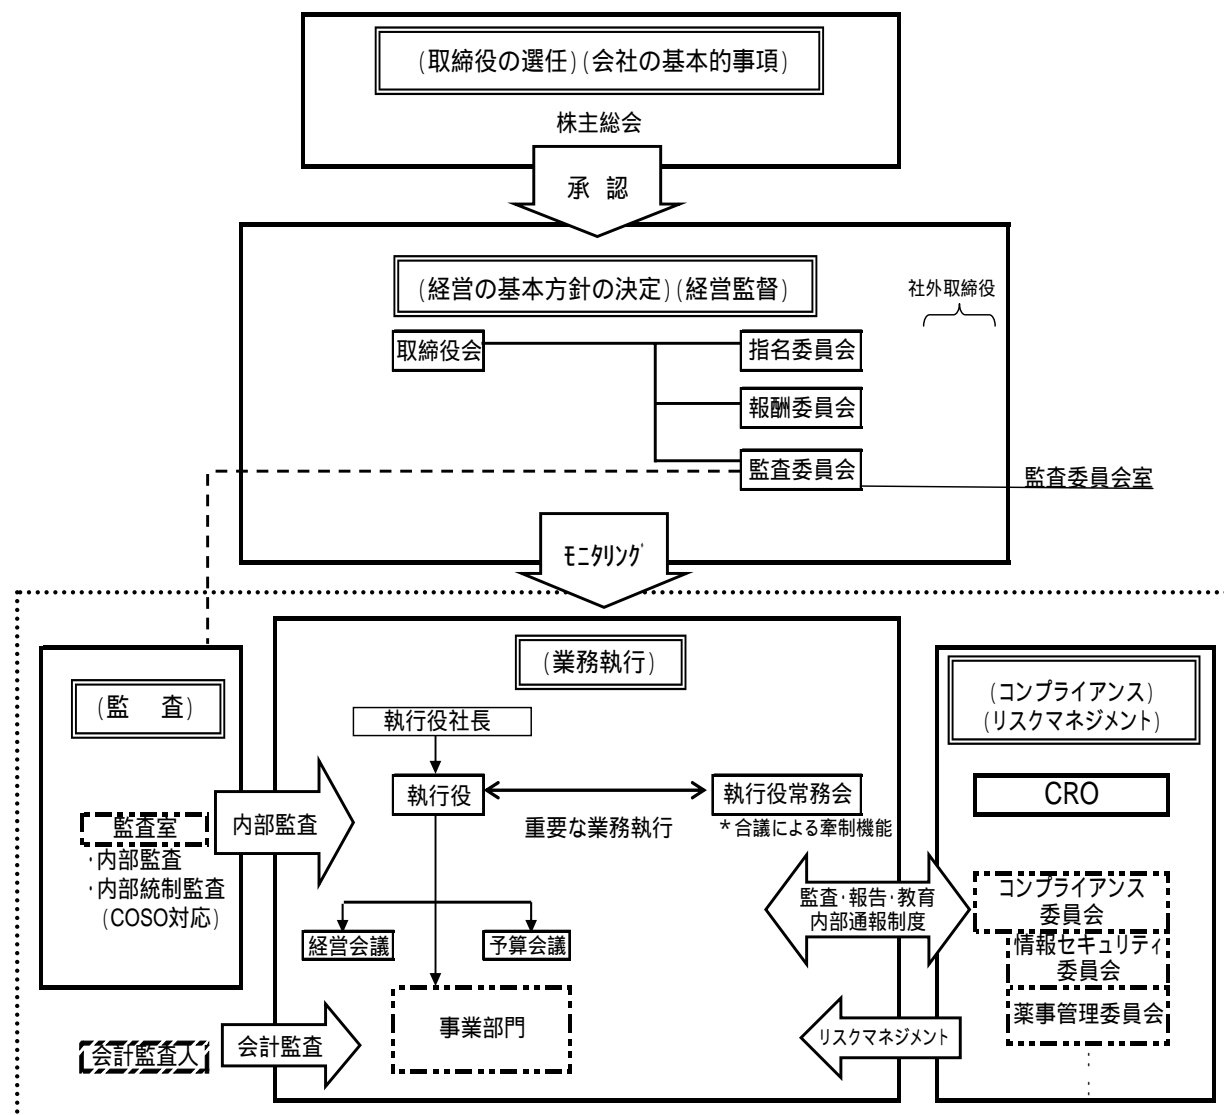 (取締役の選任)(会社の基本的事項)
株主総会
承 認
(経営の基本方針の決定)(経営監督)
社外取締役
取締役会
指名委員会
報酬委員会
監査委員会
監査委員会室
モニタリング
(監 査)
監査室
・内部監査
・内部統制監査
(COSO対応)
内部監査
会計監査人
会計監査
(業務執行)
執行役社長
執行役
執行役常務会
重要な業務執行
*合議による牽制機能
経営会議
予算会議
事業部門
監査・報告・教育
内部通報制度
リスクマネジメント
(コンプライアンス)
(リスクマネジメント)
CRO
コンプライアンス
委員会
情報セキュリティ
委員会
薬事管理委員会